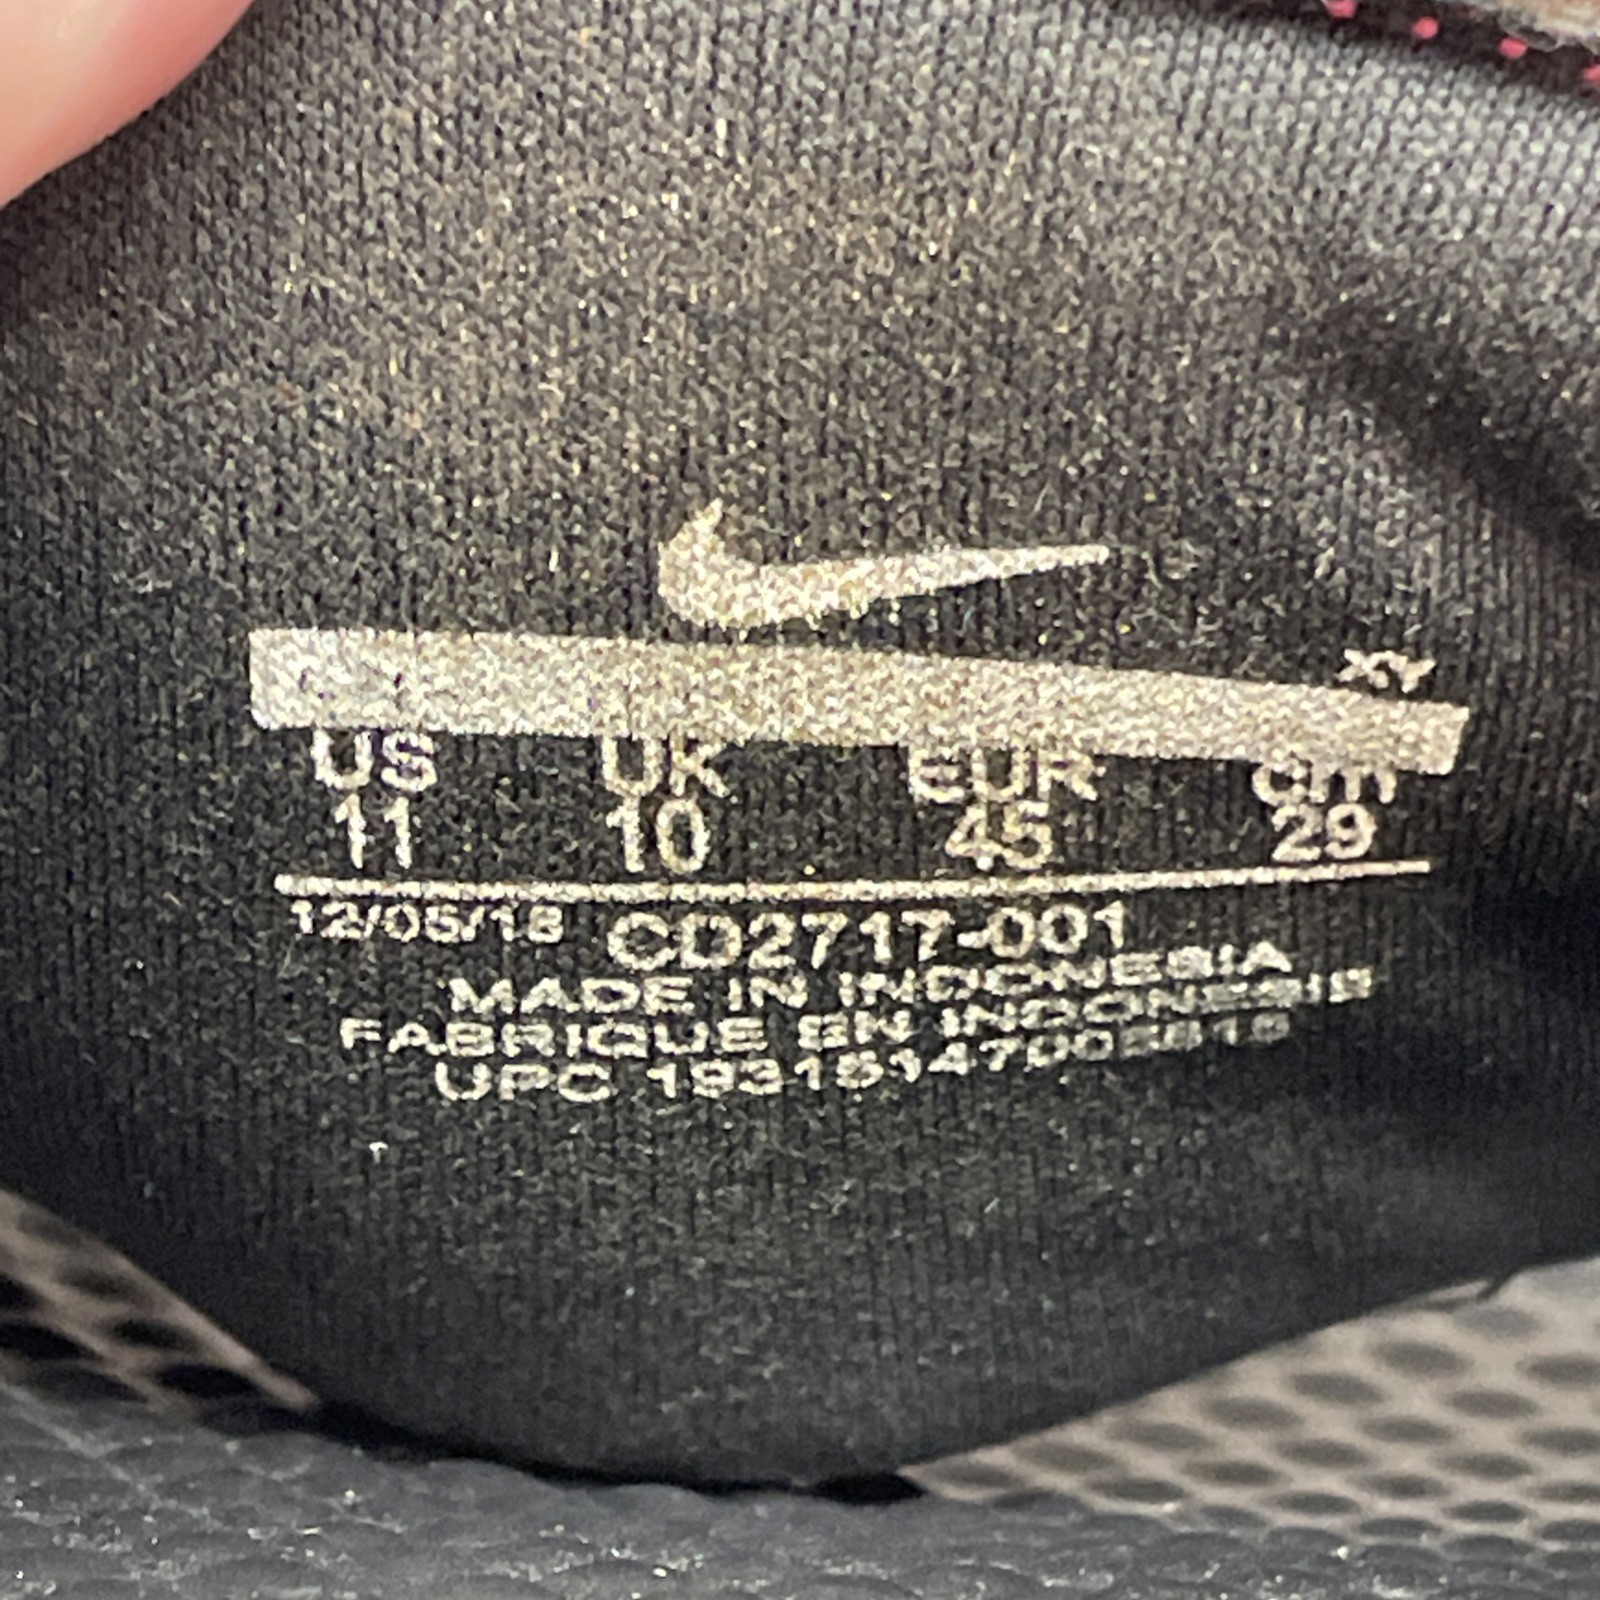 XY
US UK EUR cm
11 10 45 29
12/05/18 CD2717-001
MADE IN INDONESIA
FABRIQUE EN INDONESIE
UPC